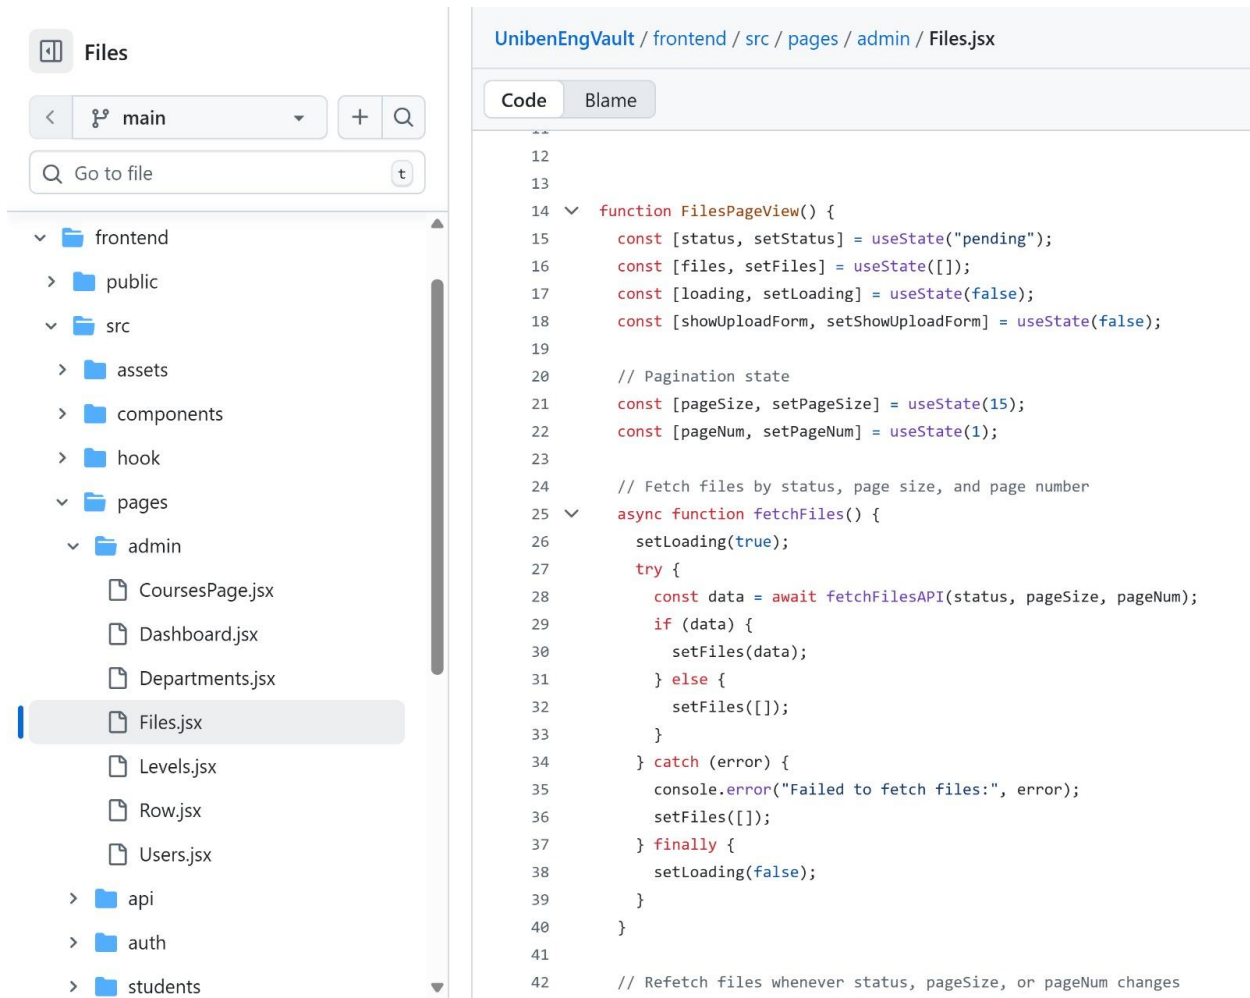 Files
main
Go to file
t
frontend
public
src
assets
components
hook
pages
admin
CoursesPage.jsx
Dashboard.jsx
Departments.jsx
Files.jsx
Levels.jsx
Row.jsx
Users.jsx
api
auth
students
UnibenEngVault / frontend / src / pages / admin / Files.jsx
Code Blame
12
13
14 function FilesPageView() {
15 const [status, setStatus] = useState("pending");
16 const [files, setFiles] = useState([]);
17 const [loading, setLoading] = useState(false);
18 const [showUploadForm, setShowUploadForm] = useState(false);
19
20 // Pagination state
21 const [pageSize, setPageSize] = useState(15);
22 const [pageNum, setPageNum] = useState(1);
23
24 // Fetch files by status, page size, and page number
25 async function fetchFiles() {
26 setLoading(true);
27 try {
28 const data = await fetchFilesAPI(status, pageSize, pageNum);
29 if (data) {
30 setFiles(data);
31 } else {
32 setFiles([]);
33 }
34 } catch (error) {
35 console.error("Failed to fetch files:", error);
36 setFiles([]);
37 } finally {
38 setLoading(false);
39 }
40 }
41
42 // Refetch files whenever status, pageSize, or pageNum changes